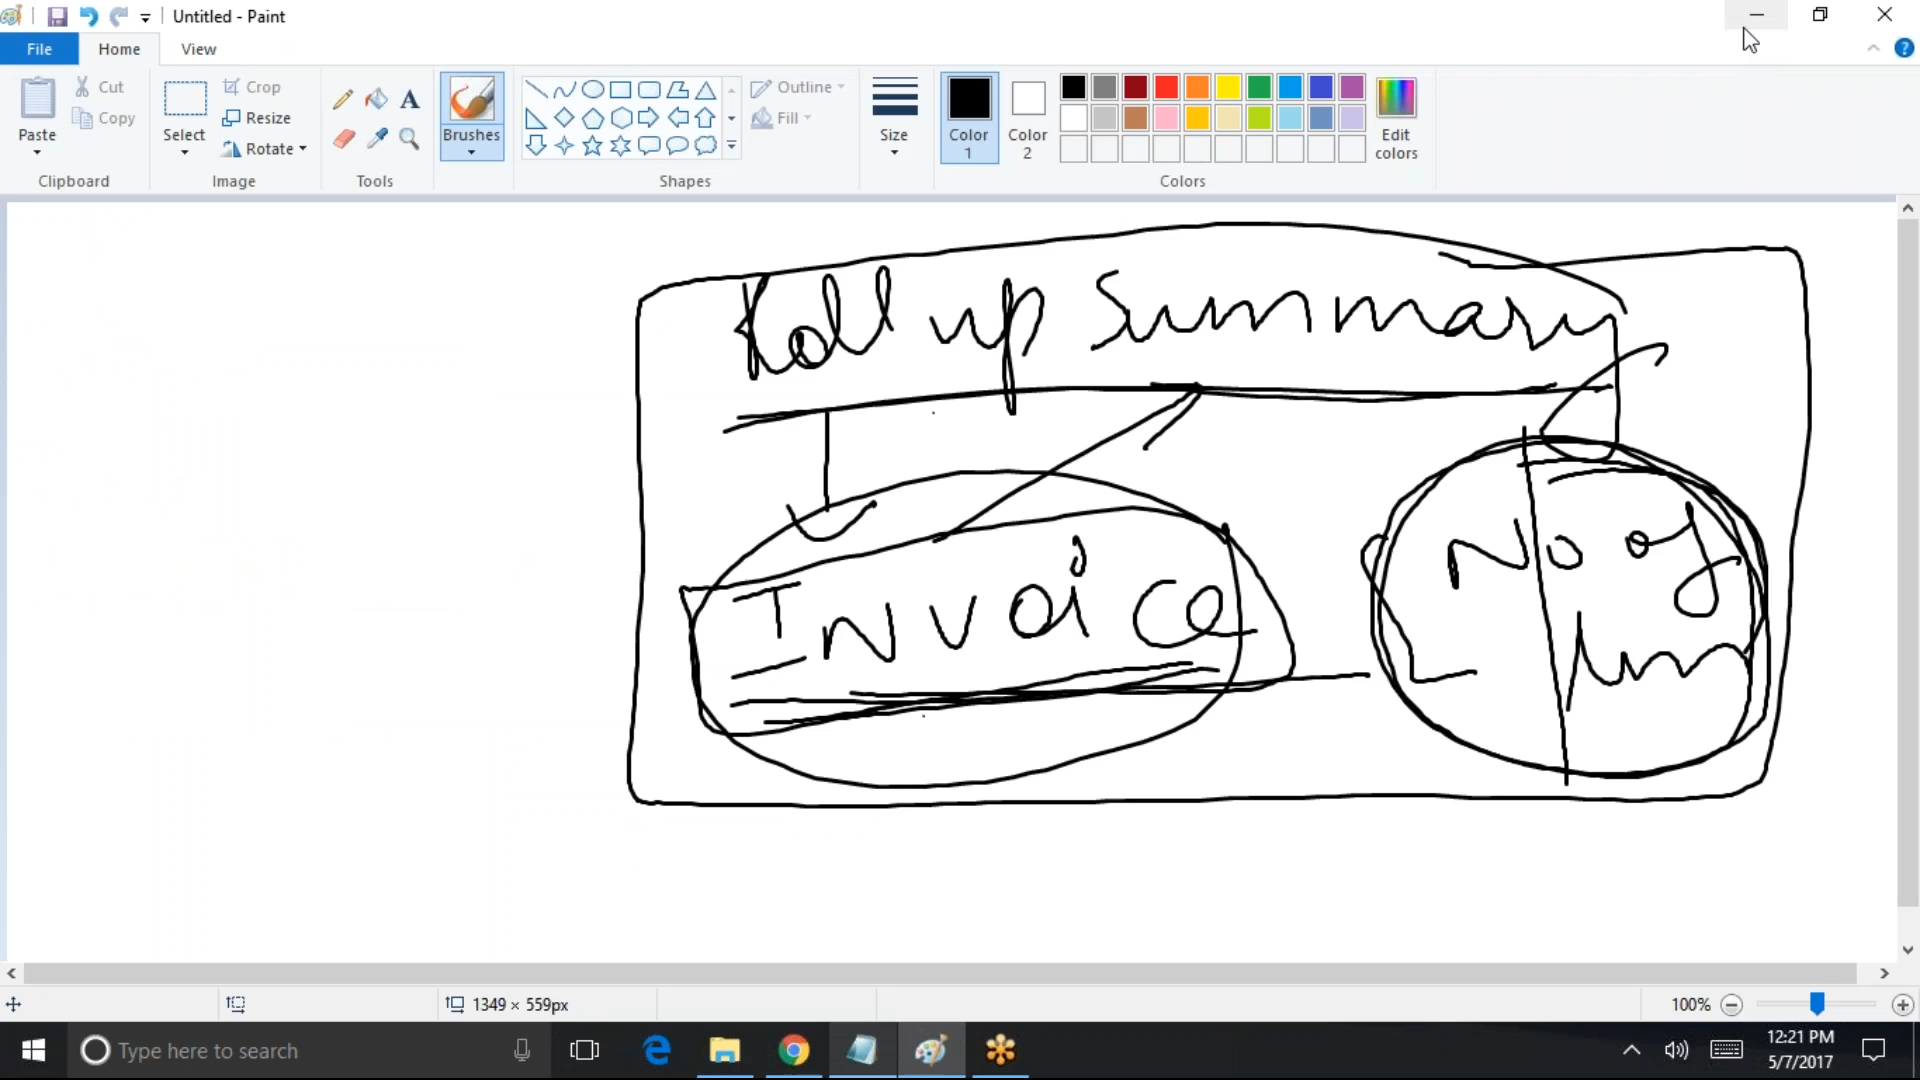 Untitled - Paint
File Home View
Paste Cut Copy Clipboard
Select Crop Resize Rotate Image
Tools
Brushes
Outline Fill Shapes
Size
Color 1 Color 2 Edit colors Colors
Roll up Summary
Invoice
No of
1349 × 559px 100%
Type here to search
12:21 PM
5/7/2017